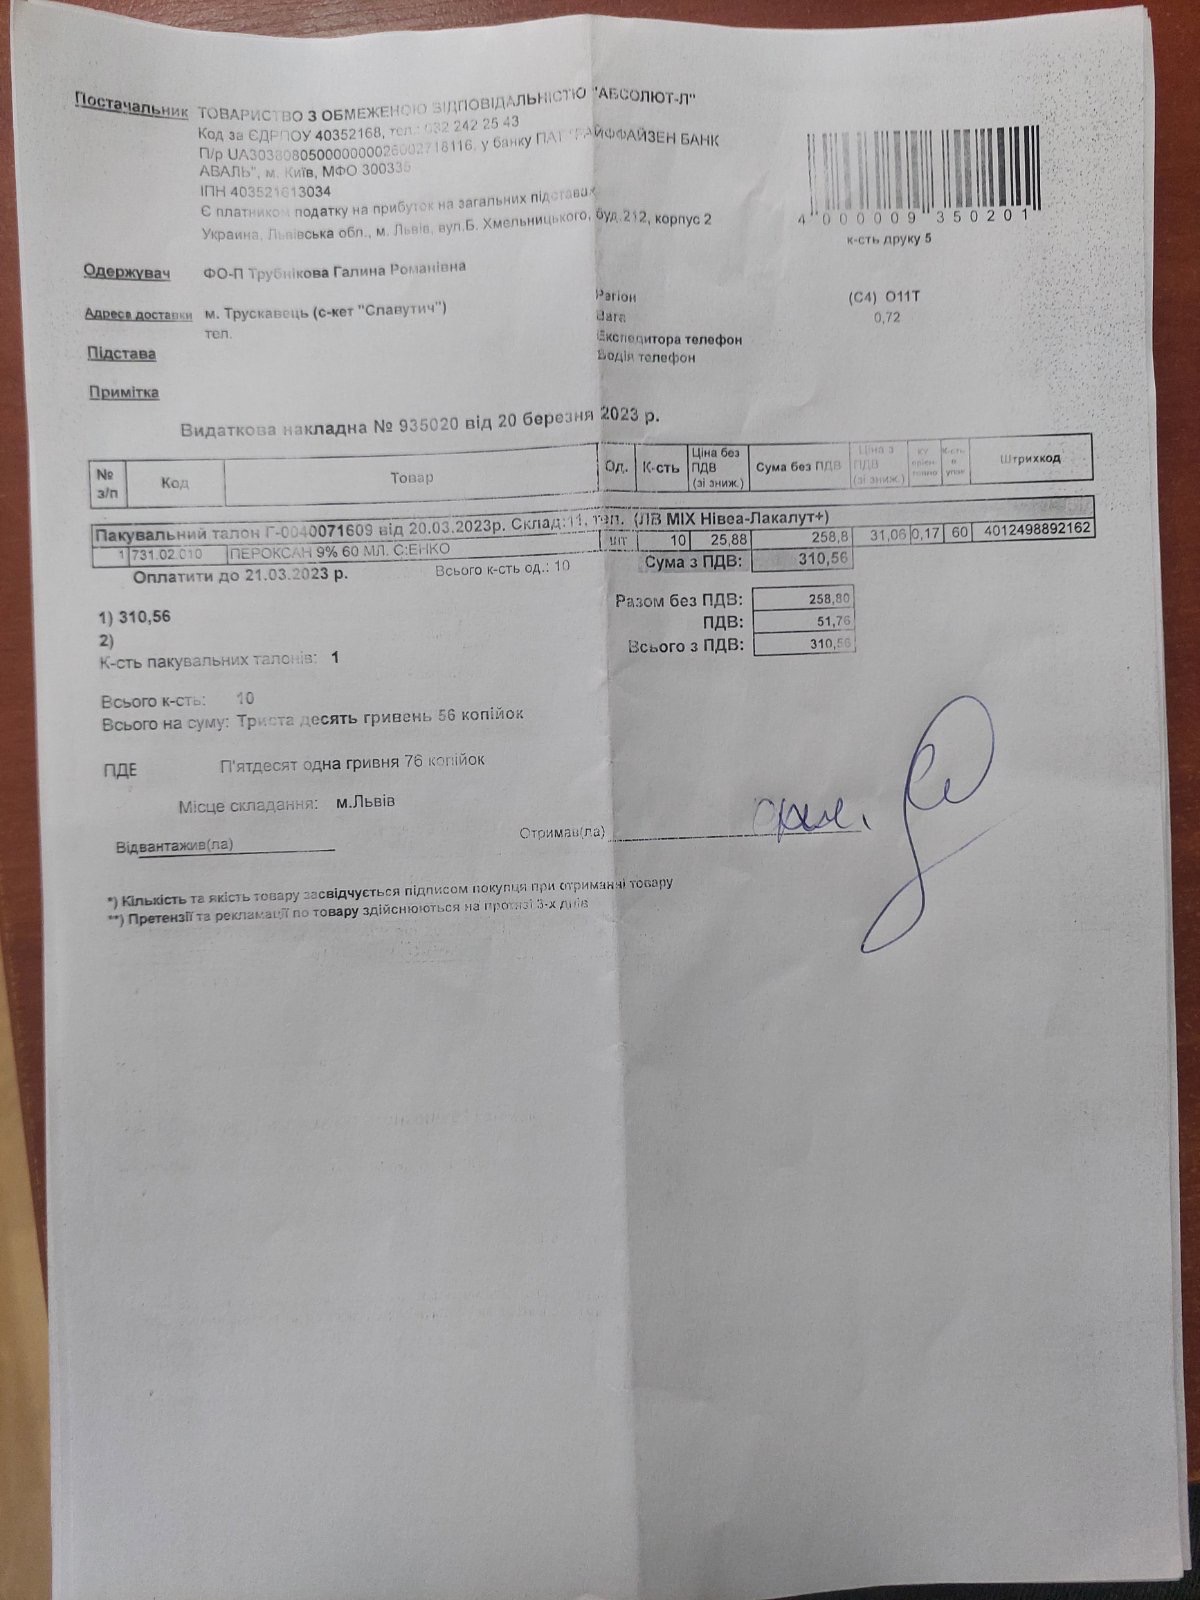 Постачальник ТОВАРИСТВО З ОБМЕЖЕНОЮ ВІДПОВІДАЛЬНІСТЮ "АБСОЛЮТ-Л"
Код за ЄДРПОУ 40352168, тел.: 032 242 25 43
П/р UA303808050000000026002718116, у банку ПАТ "РАЙФФАЙЗЕН БАНК
АВАЛЬ", м. Київ, МФО 300335
ІПН 403521613034
Є платником податку на прибуток на загальних підставах
Украина, Львівська обл., м. Львів, вул.Б. Хмельницького, буд.212, корпус 2
4 000009 350201
к-сть друку 5
Одержувач ФО-П Трубнікова Галина Романівна
Адреса доставки м. Трускавець (с-кет "Славутич")
тел.
Регіон (С4) О11Т
Вага 0,72
Експедитора телефон
Водія телефон
Підстава
Примітка
Видаткова накладна № 935020 від 20 березня 2023 р.
№ з/п Код Товар Од. К-сть Ціна без ПДВ (зі зниж.) Сума без ПДВ Ціна з ПДВ (зі зниж.) К-сть в упак Штрихкод
Пакувальний талон Г-0040071609 від 20.03.2023р. Склад:11, тел. (ЛВ МІХ Нівеа-Лакалут+)
1 731.02.010 ПЕРОКСАН 9% 60 МЛ. С:ЕНКО шт 10 25,88 258,8 31,06 0,17 60 4012498892162
Оплатити до 21.03.2023 р. Всього к-сть од.: 10 Сума з ПДВ: 310,56
1) 310,56
2)
Разом без ПДВ: 258,80
ПДВ: 51,76
Всього з ПДВ: 310,56
К-сть пакувальних талонів: 1
Всього к-сть: 10
Всього на суму: Триста десять гривень 56 копійок
ПДВ П'ятдесят одна гривня 76 копійок
Місце складання: м.Львів
Відвантажив(ла) Отримав(ла)
*) Кількість та якість товару засвідчується підписом покупця при отриманні товару
**) Претензії та рекламації по товару здійснюються на протязі 3-х днів